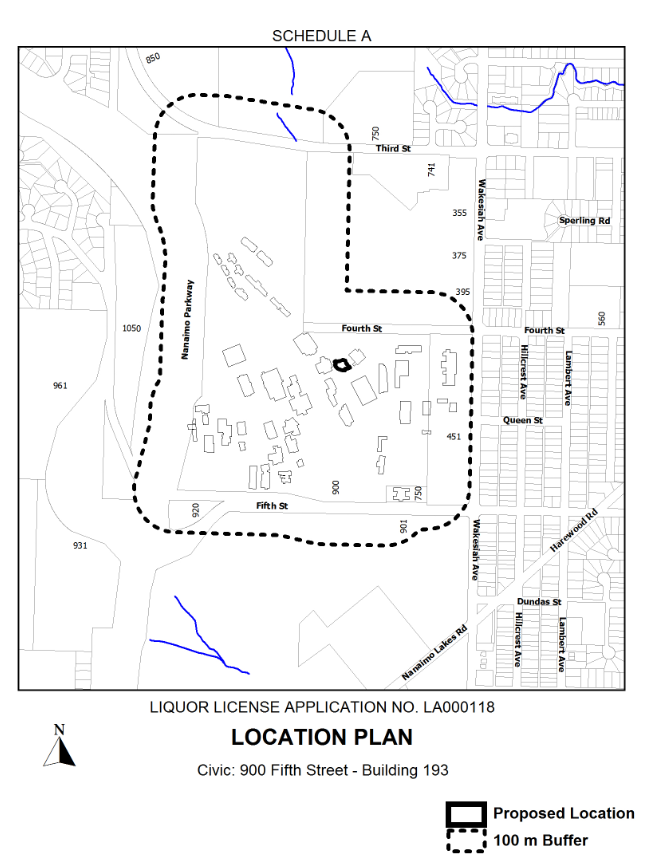 SCHEDULE A
850
750
Third St
741
Wakesiah Ave
355
Sperling Rd
375
395
Nanaimo Parkway
1050
Fourth St
Fourth St
560
Hillcrest Ave
Lambert Ave
961
Queen St
451
900
750
920
Fifth St
901
Wakesiah Ave
Harewood Rd
931
Dundas St
Hillcrest Ave
Lambert Ave
Nanaimo Lakes Rd
LIQUOR LICENSE APPLICATION NO. LA000118
N
LOCATION PLAN
Civic: 900 Fifth Street - Building 193
Proposed Location
100 m Buffer